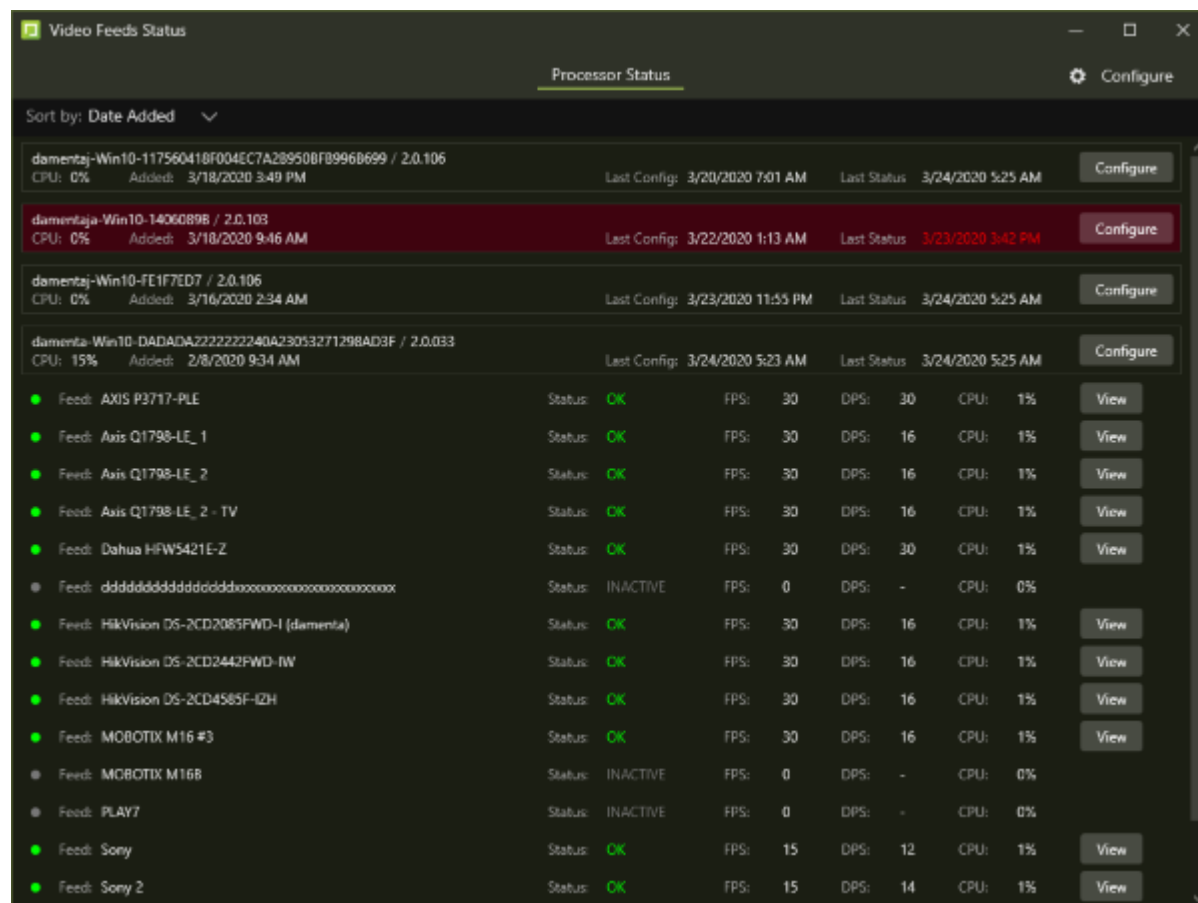 Video Feeds Status
Processor Status
Configure
Sort by: Date Added
damentaj-Win10-117560418F004EC7A2B950BFB996B699 / 2.0.106
CPU: 0% Added: 3/18/2020 3:49 PM Last Config: 3/20/2020 7:01 AM Last Status 3/24/2020 5:25 AM Configure
damentaja-Win10-1406089B / 2.0.103
CPU: 0% Added: 3/18/2020 9:46 AM Last Config: 3/22/2020 1:13 AM Last Status 3/23/2020 3:42 PM Configure
damentaj-Win10-FE1F7ED7 / 2.0.106
CPU: 0% Added: 3/16/2020 2:34 AM Last Config: 3/23/2020 11:55 PM Last Status 3/24/2020 5:25 AM Configure
damenta-Win10-DADADA2222222240A23053271298AD3F / 2.0.033
CPU: 15% Added: 2/8/2020 9:34 AM Last Config: 3/24/2020 5:23 AM Last Status 3/24/2020 5:25 AM Configure
Feed: AXIS P3717-PLE Status: OK FPS: 30 DPS: 30 CPU: 1% View
Feed: Axis Q1798-LE_ 1 Status: OK FPS: 30 DPS: 16 CPU: 1% View
Feed: Axis Q1798-LE_ 2 Status: OK FPS: 30 DPS: 16 CPU: 1% View
Feed: Axis Q1798-LE_ 2 - TV Status: OK FPS: 30 DPS: 16 CPU: 1% View
Feed: Dahua HFW5421E-Z Status: OK FPS: 30 DPS: 30 CPU: 1% View
Feed: Status: INACTIVE FPS: 0 DPS: - CPU: 0%
Feed: HikVision DS-2CD2085FWD-I (damenta) Status: OK FPS: 30 DPS: 16 CPU: 1% View
Feed: HikVision DS-2CD2442FWD-IW Status: OK FPS: 30 DPS: 16 CPU: 1% View
Feed: HikVision DS-2CD4585F-IZH Status: OK FPS: 30 DPS: 16 CPU: 1% View
Feed: MOBOTIX M16 #3 Status: OK FPS: 30 DPS: 16 CPU: 1% View
Feed: MOBOTIX M16B Status: INACTIVE FPS: 0 DPS: - CPU: 0%
Feed: PLAY7 Status: INACTIVE FPS: 0 DPS: - CPU: 0%
Feed: Sony Status: OK FPS: 15 DPS: 12 CPU: 1% View
Feed: Sony 2 Status: OK FPS: 15 DPS: 14 CPU: 1% View